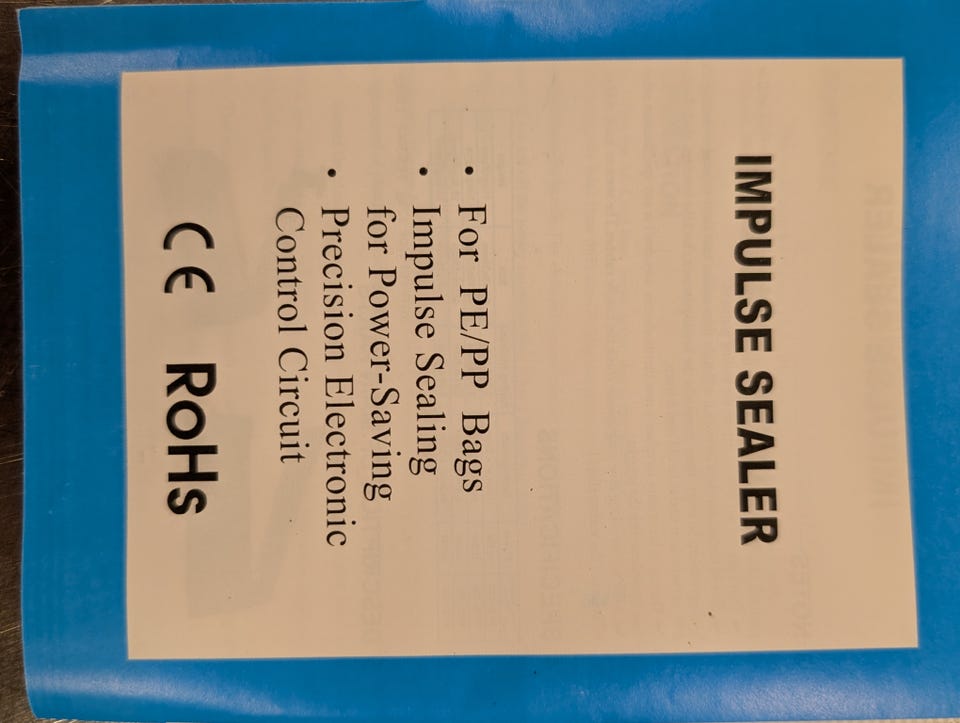 IMPULSE SEALER
• For PE/PP Bags
• Impulse Sealing
for Power-Saving
• Precision Electronic
Control Circuit
CE RoHS